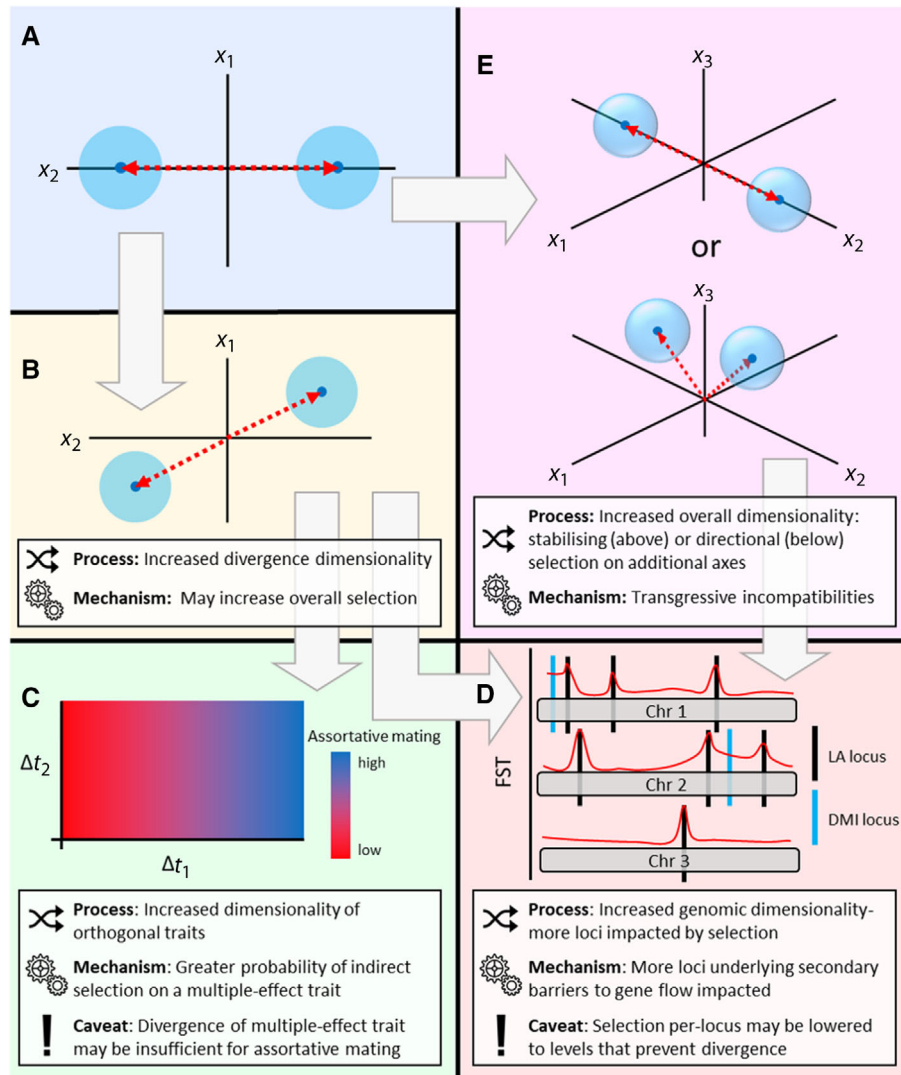 A
x1
x2
B
x1
x2
Process: Increased divergence dimensionality
Mechanism: May increase overall selection
E
x3
x1
x2
or
x3
x1
x2
Process: Increased overall dimensionality:
stabilising (above) or directional (below)
selection on additional axes
Mechanism: Transgressive incompatibilities
C
Δt2
Δt1
Assortative mating
high
low
Process: Increased dimensionality of
orthogonal traits
Mechanism: Greater probability of indirect
selection on a multiple-effect trait
! Caveat: Divergence of multiple-effect trait
may be insufficient for assortative mating
D
FST
Chr 1
Chr 2
Chr 3
LA locus
DMI locus
Process: Increased genomic dimensionality-
more loci impacted by selection
Mechanism: More loci underlying secondary
barriers to gene flow impacted
! Caveat: Selection per-locus may be lowered
to levels that prevent divergence